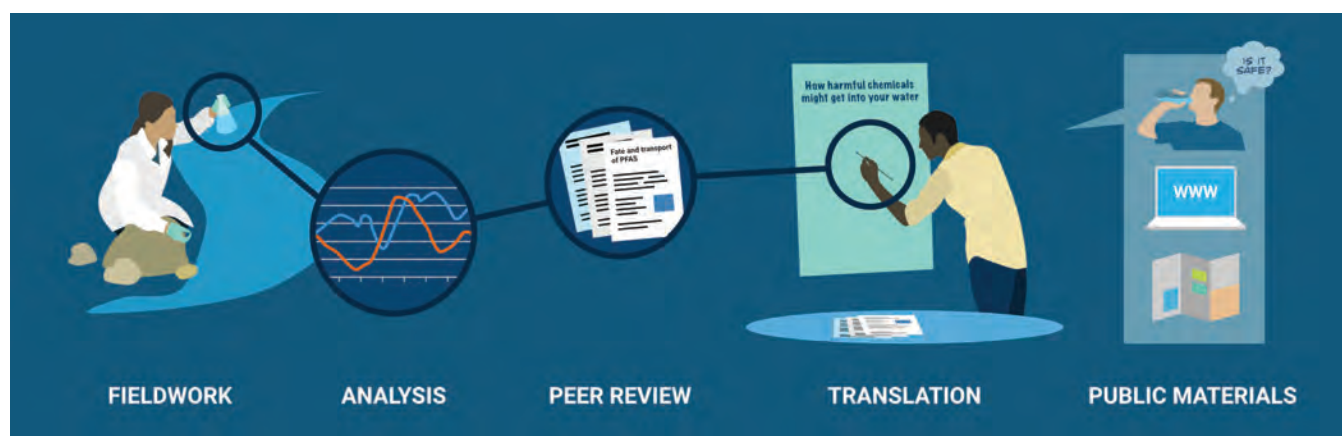 How harmful chemicals
might get into your water
IS IT
SAFE?
Fate and transport
of PFAS
WWW
FIELDWORK
ANALYSIS
PEER REVIEW
TRANSLATION
PUBLIC MATERIALS